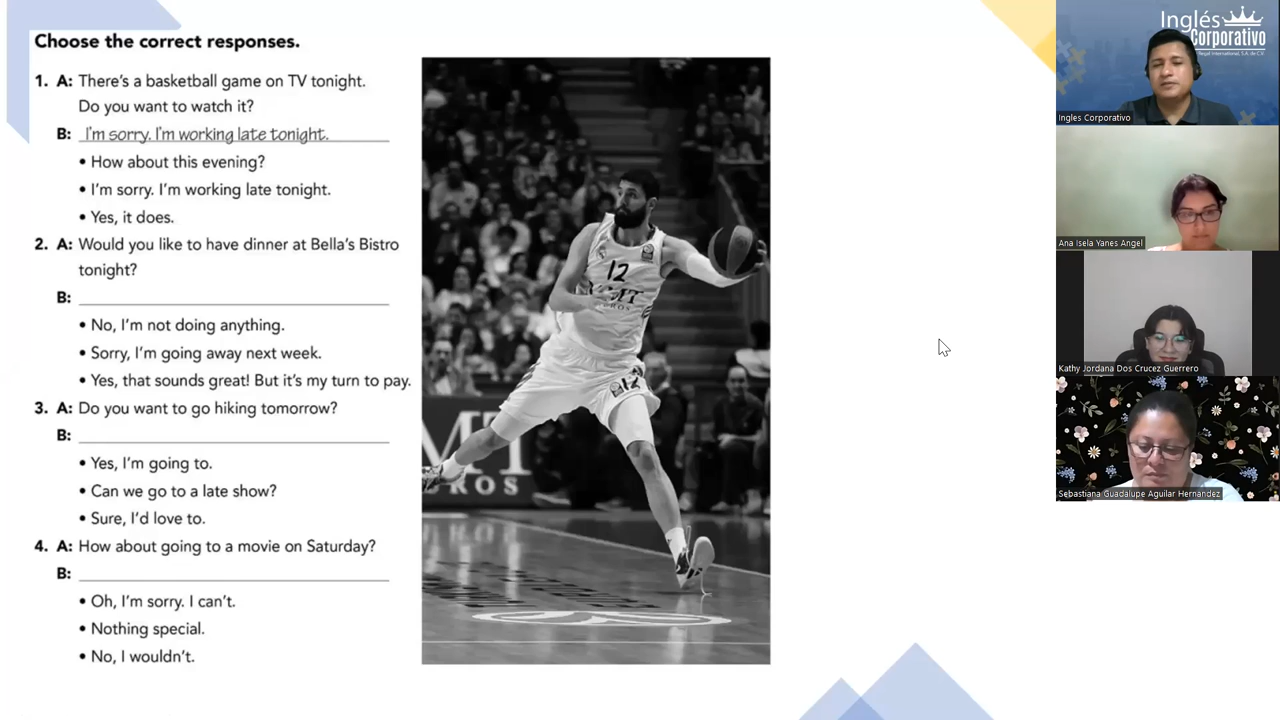 Choose the correct responses.
1. A: There's a basketball game on TV tonight.
Do you want to watch it?
B: I'm sorry. I'm working late tonight.
• How about this evening?
• I'm sorry. I'm working late tonight.
• Yes, it does.
2. A: Would you like to have dinner at Bella's Bistro
tonight?
B:
• No, I'm not doing anything.
• Sorry, I'm going away next week.
• Yes, that sounds great! But it's my turn to pay.
3. A: Do you want to go hiking tomorrow?
B:
• Yes, I'm going to.
• Can we go to a late show?
• Sure, I'd love to.
4. A: How about going to a movie on Saturday?
B:
• Oh, I'm sorry. I can't.
• Nothing special.
• No, I wouldn't.
12
12
Inglés
Corporativo
Ingles Corporativo
Ana Isela Yanes Angel
Kathy Jordana Dos Crucez Guerrero
Sebastiana Guadalupe Aguilar Hernandez